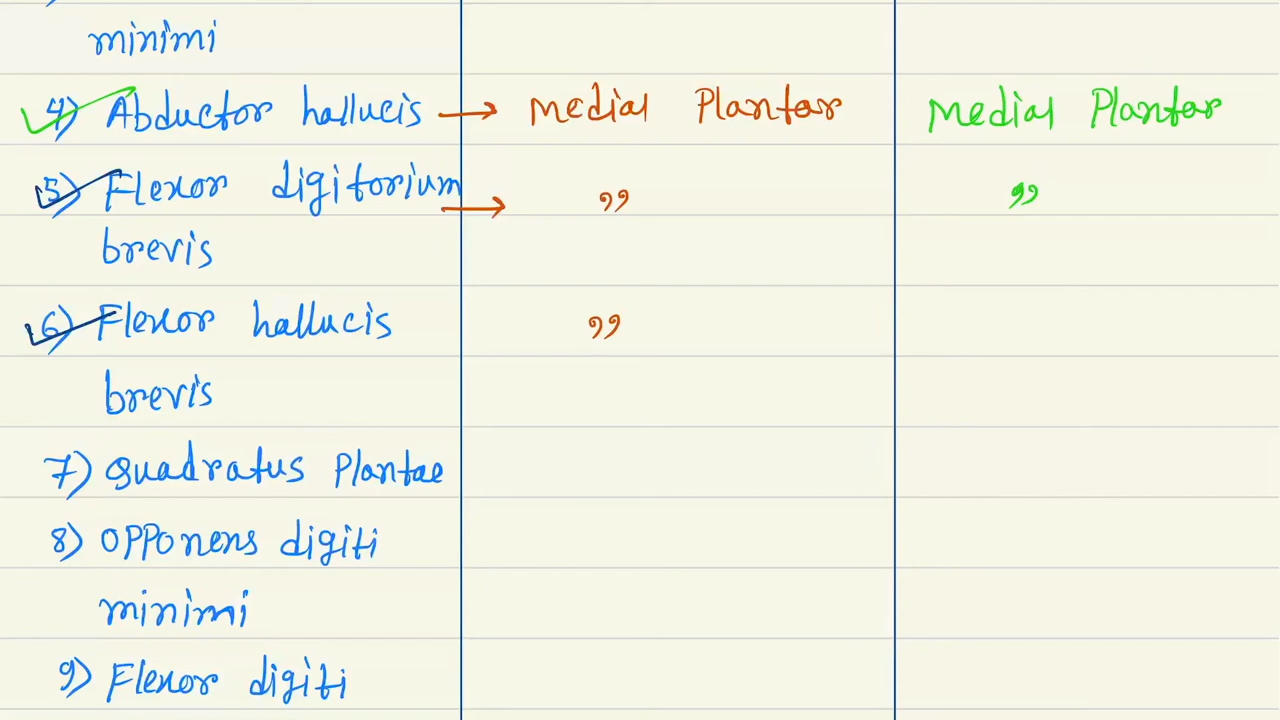 minimi
4) Abductor hallucis → Medial Plantar Medial Plantar
5) Flexor digitorium → ,, ,,
brevis
6) Flexor hallucis ,,
brevis
7) Quadratus Plantae
8) OPPonens digiti
minimi
9) Flexor digiti